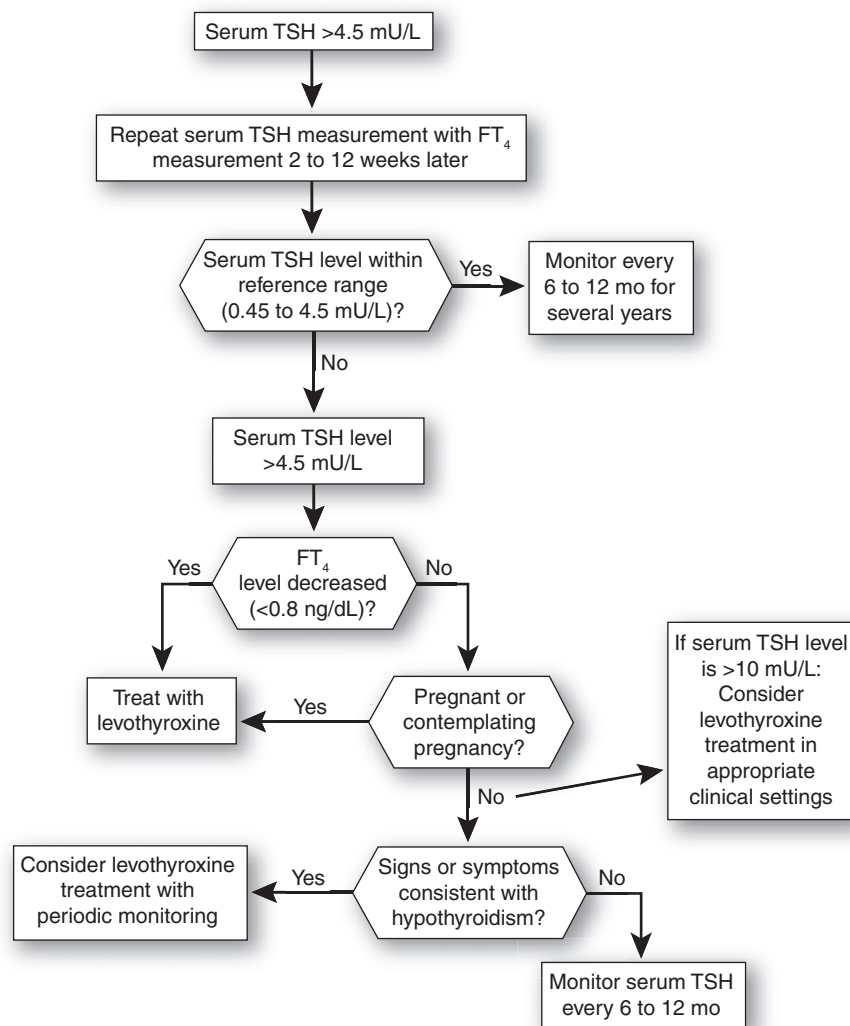 Serum TSH >4.5 mU/L
Repeat serum TSH measurement with FT₄
measurement 2 to 12 weeks later
Serum TSH level within
reference range
(0.45 to 4.5 mU/L)?
Yes
Monitor every
6 to 12 mo for
several years
No
Serum TSH level
>4.5 mU/L
Yes
FT₄
level decreased
(<0.8 ng/dL)?
No
Treat with
levothyroxine
Yes
Pregnant or
contemplating
pregnancy?
If serum TSH level
is >10 mU/L:
Consider
levothyroxine
treatment in
appropriate
clinical settings
No
Consider levothyroxine
treatment with
periodic monitoring
Yes
Signs or symptoms
consistent with
hypothyroidism?
No
Monitor serum TSH
every 6 to 12 mo